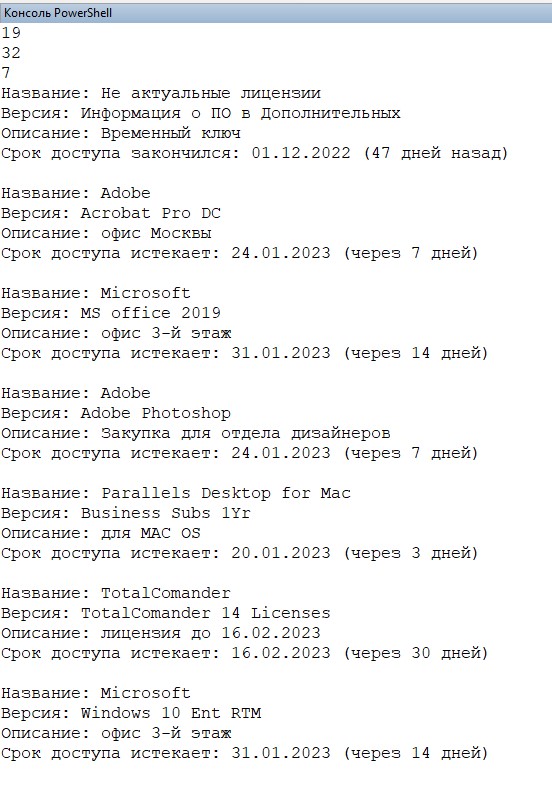 Консоль PowerShell
19
32
7
Название: Не актуальные лицензии
Версия: Информация о ПО в Дополнительных
Описание: Временный ключ
Срок доступа закончился: 01.12.2022 (47 дней назад)
Название: Adobe
Версия: Acrobat Pro DC
Описание: офис Москвы
Срок доступа истекает: 24.01.2023 (через 7 дней)
Название: Microsoft
Версия: MS office 2019
Описание: офис 3-й этаж
Срок доступа истекает: 31.01.2023 (через 14 дней)
Название: Adobe
Версия: Adobe Photoshop
Описание: Закупка для отдела дизайнеров
Срок доступа истекает: 24.01.2023 (через 7 дней)
Название: Parallels Desktop for Mac
Версия: Business Subs 1Yr
Описание: для MAC OS
Срок доступа истекает: 20.01.2023 (через 3 дней)
Название: TotalComander
Версия: TotalComander 14 Licenses
Описание: лицензия до 16.02.2023
Срок доступа истекает: 16.02.2023 (через 30 дней)
Название: Microsoft
Версия: Windows 10 Ent RTM
Описание: офис 3-й этаж
Срок доступа истекает: 31.01.2023 (через 14 дней)